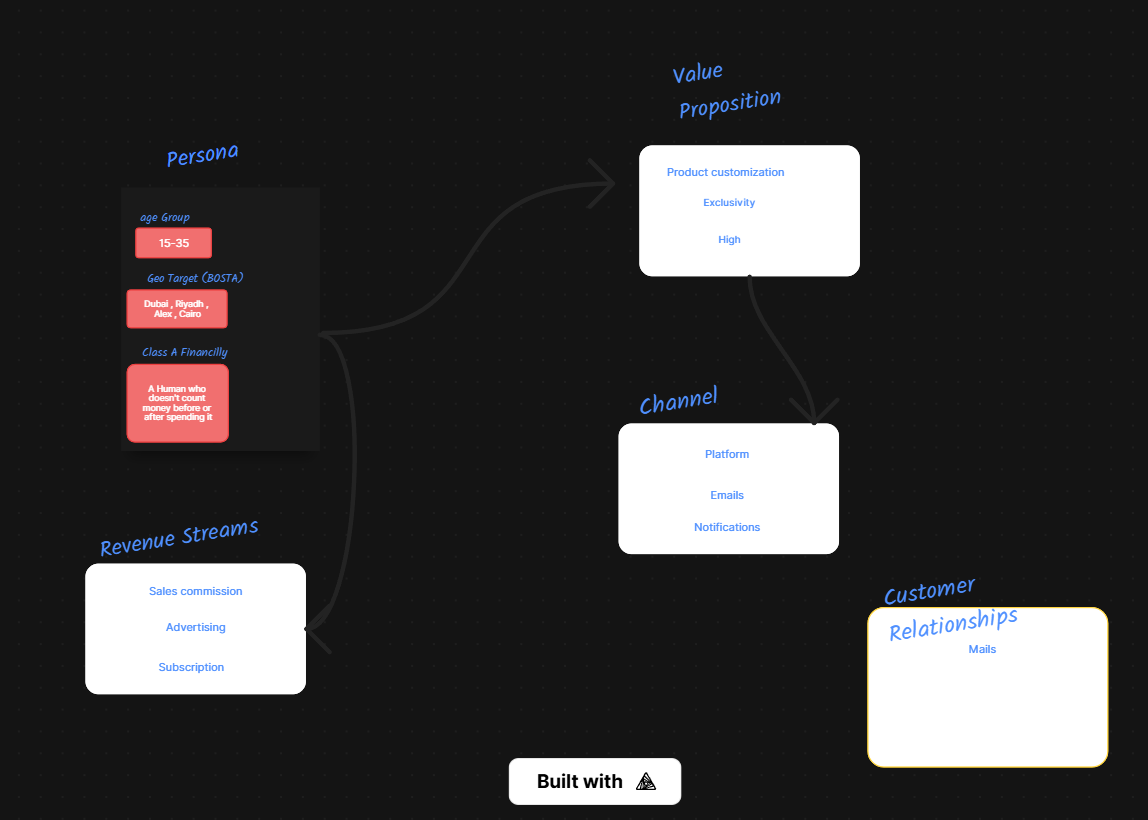 Persona
age Group
15-35
Geo Target (BOSTA)
Dubai , Riyadh ,
Alex , Cairo
Class A Financilly
A Human who
doesn't count
money before or
after spending it
Value
Proposition
Product customization
Exclusivity
High
Channel
Platform
Emails
Notifications
Revenue Streams
Sales commission
Advertising
Subscription
Customer
Relationships
Mails
Built with